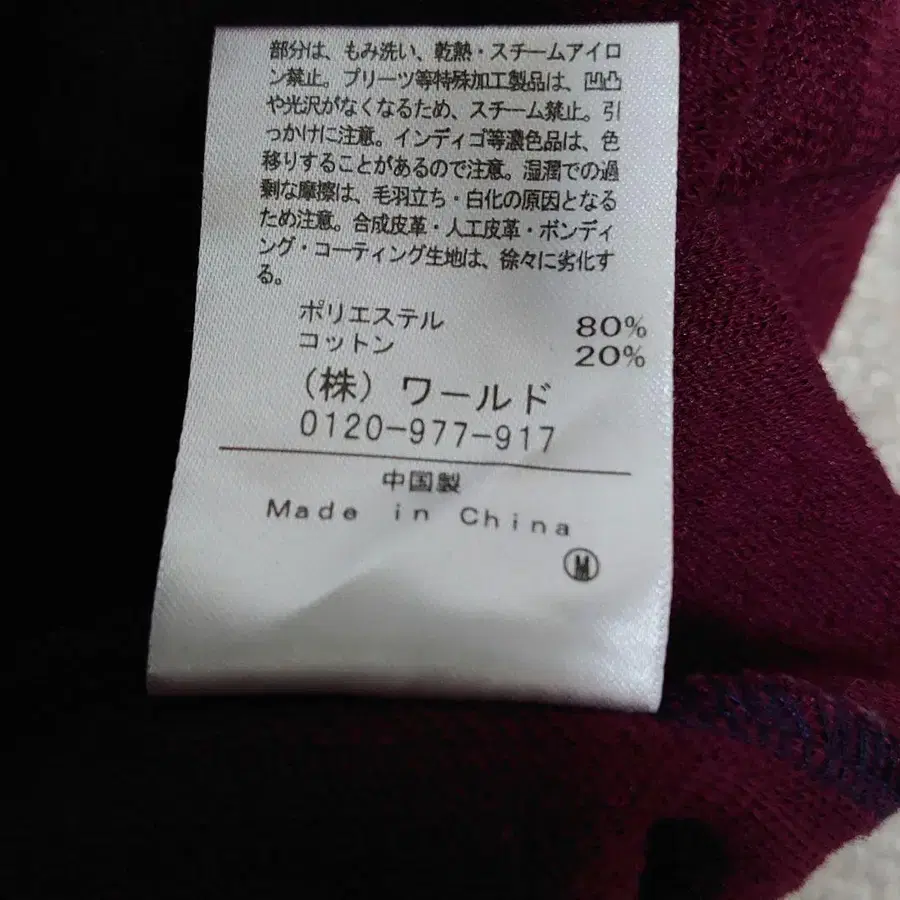 部分は、もみ洗い、乾熱・スチームアイロ
ン禁止。プリーツ等特殊加工製品は、凹凸
や光沢がなくなるため、スチーム禁止。引
っかけに注意。インディゴ等濃色品は、色
移りすることがあるので注意。湿潤での過
剰な摩擦は、毛羽立ち・白化の原因となる
ため注意。合成皮革・人工皮革・ボンディ
ング・コーティング生地は、徐々に劣化す
る。
ポリエステル 80%
コットン 20%
(株) ワールド
0120-977-917
中国製
Made in China
M